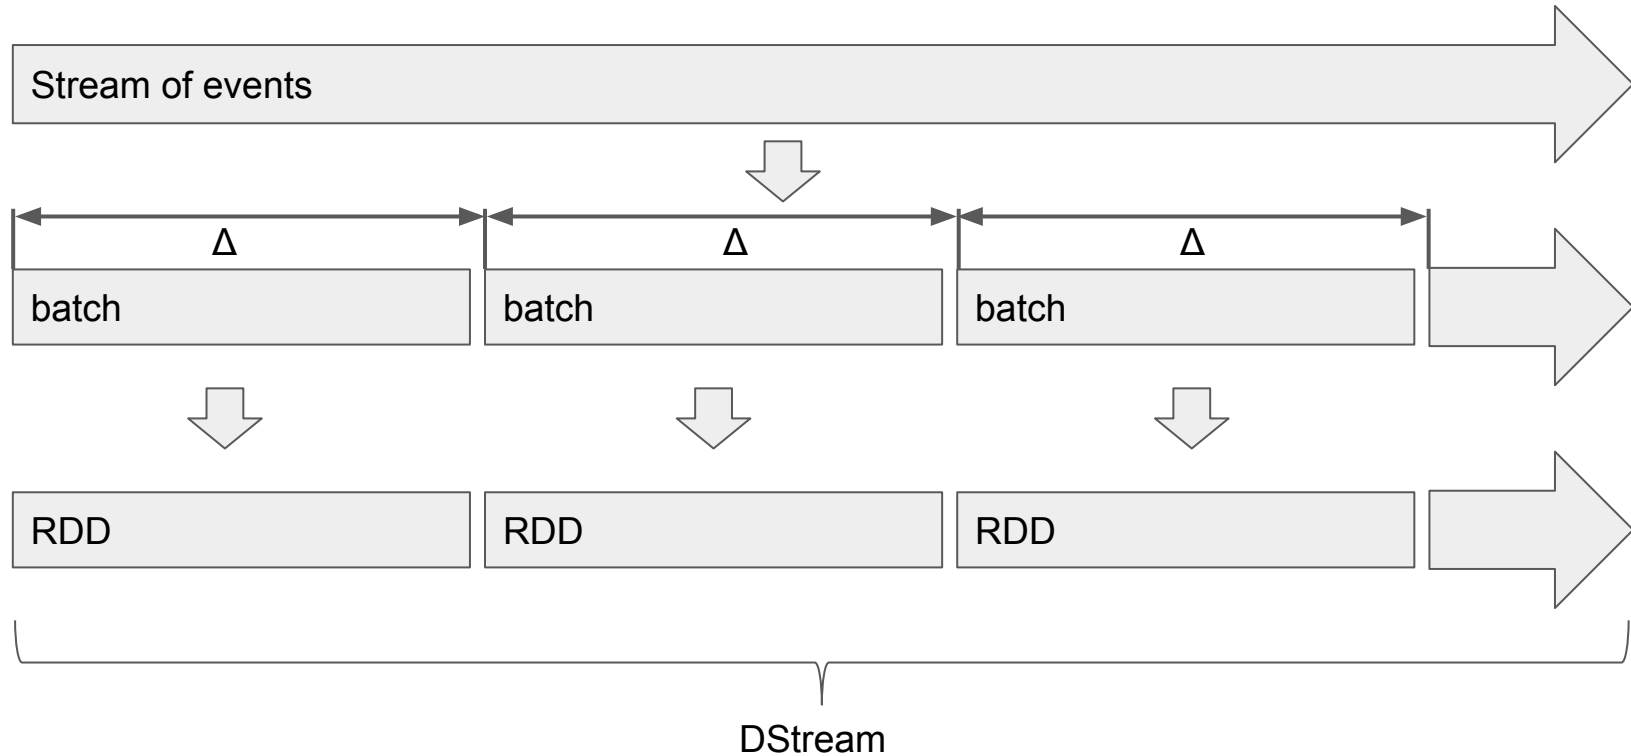 Stream of events
Δ Δ Δ
batch batch batch
RDD RDD RDD
DStream